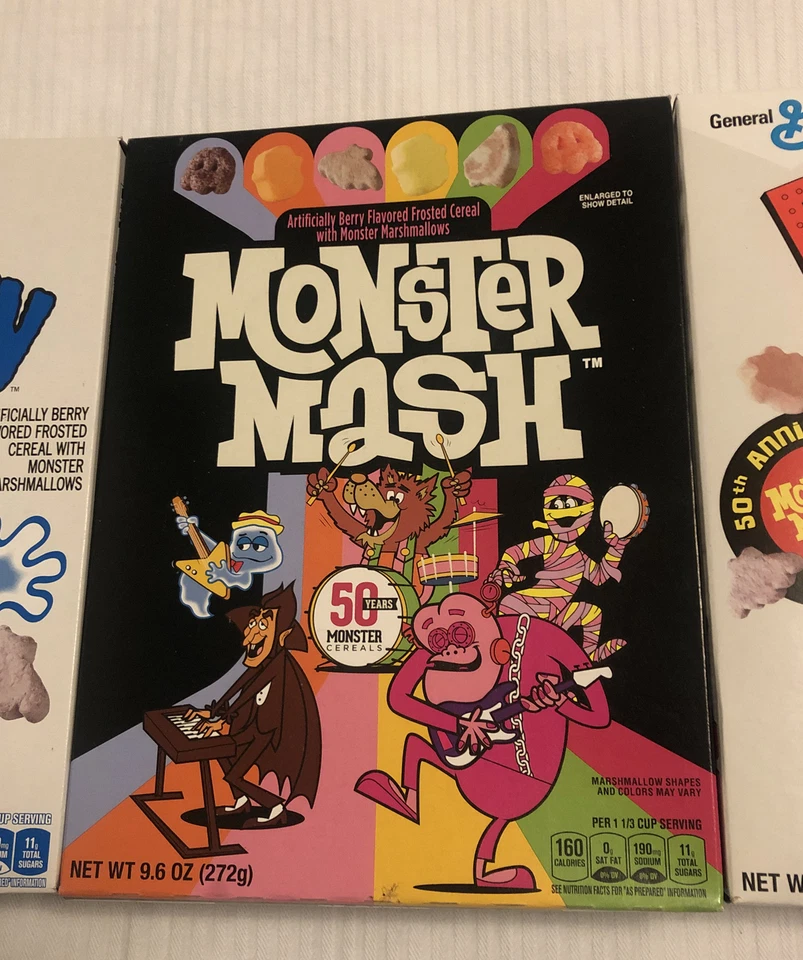 TM
FICIALLY BERRY
ORED FROSTED
CEREAL WITH
MONSTER
ARSHMALLOWS
UP SERVING
11g
TOTAL
SUGARS
INFORMATION
ENLARGED TO
SHOW DETAIL
Artificially Berry Flavored Frosted Cereal
with Monster Marshmallows
MONSTER
MASH
TM
50
YEARS
MONSTER
CEREALS
MARSHMALLOW SHAPES
AND COLORS MAY VARY
PER 1 1/3 CUP SERVING
160
CALORIES
0g
SAT FAT
0% DV
190mg
SODIUM
8% DV
11g
TOTAL
SUGARS
SEE NUTRITION FACTS FOR "AS PREPARED" INFORMATION
NET WT 9.6 OZ (272g)
General
50th Anni
NET W